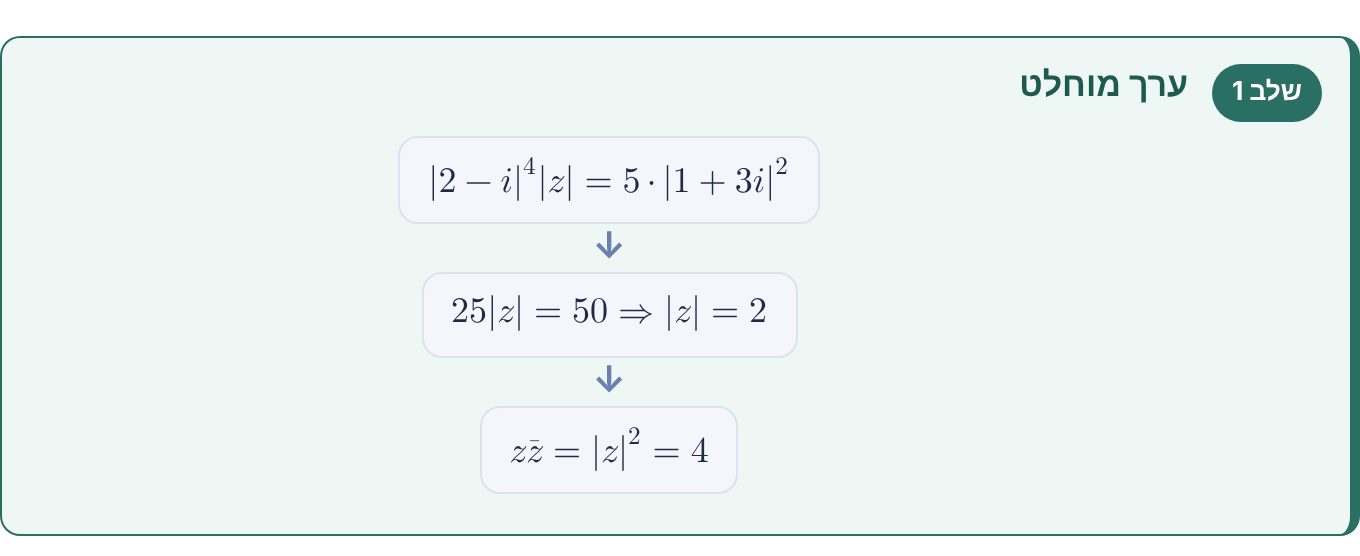 שלב 1 ערך מוחלט
|2 − i|⁴|z| = 5 · |1 + 3i|²
↓
25|z| = 50 ⇒ |z| = 2
↓
zz̄ = |z|² = 4